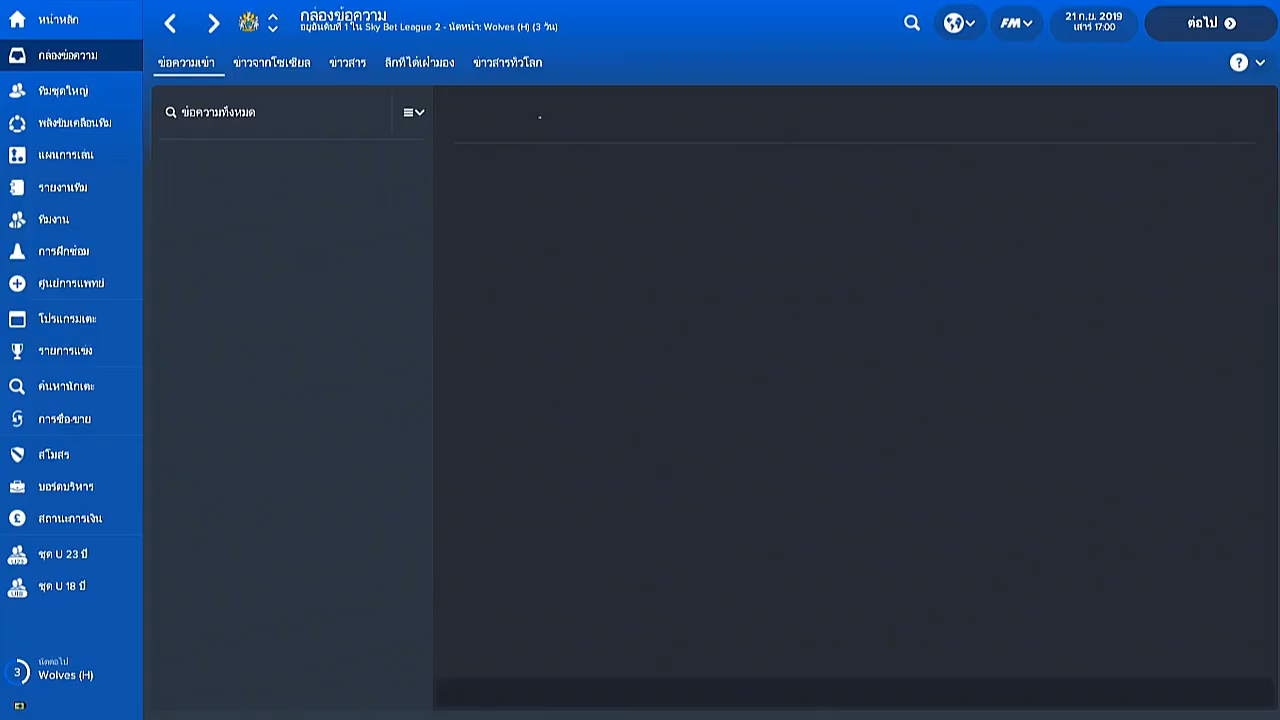 หน้าหลัก
กล่องข้อความ
ทีมชุดใหญ่
พลังขับเคลื่อนทีม
แผนการเล่น
รายงานทีม
ทีมงาน
การฝึกซ้อม
ศูนย์การแพทย์
โปรแกรมเตะ
รายการแข่ง
ค้นหานักเตะ
การซื้อ-ขาย
สโมสร
บอร์ดบริหาร
สถานะการเงิน
ชุด U 23 ปี
ชุด U 18 ปี
3
นัดต่อไป
Wolves (H)
กล่องข้อความ
อยู่อันดับที่ 1 ใน Sky Bet League 2 - นัดหน้า: Wolves (H) (3 วัน)
FM
21 ก.ย. 2019
เสาร์ 17:00
ต่อไป
ข้อความเข้า
ข่าวจากโซเชียล
ข่าวสาร
ลีกที่ได้เฝ้ามอง
ข่าวสารทั่วโลก
ข้อความทั้งหมด